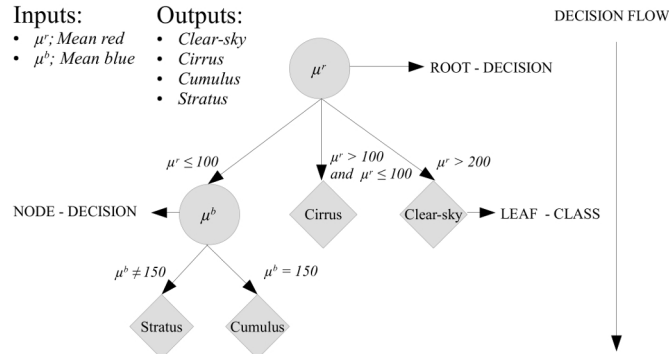 Inputs:
• μʳ; Mean red
• μᵇ; Mean blue
Outputs:
• Clear-sky
• Cirrus
• Cumulus
• Stratus
DECISION FLOW
μʳ
ROOT - DECISION
μʳ ≤ 100
μʳ > 100
and μʳ ≤ 100
μʳ > 200
NODE - DECISION
μᵇ
Cirrus
Clear-sky
LEAF - CLASS
μᵇ ≠ 150
μᵇ = 150
Stratus
Cumulus